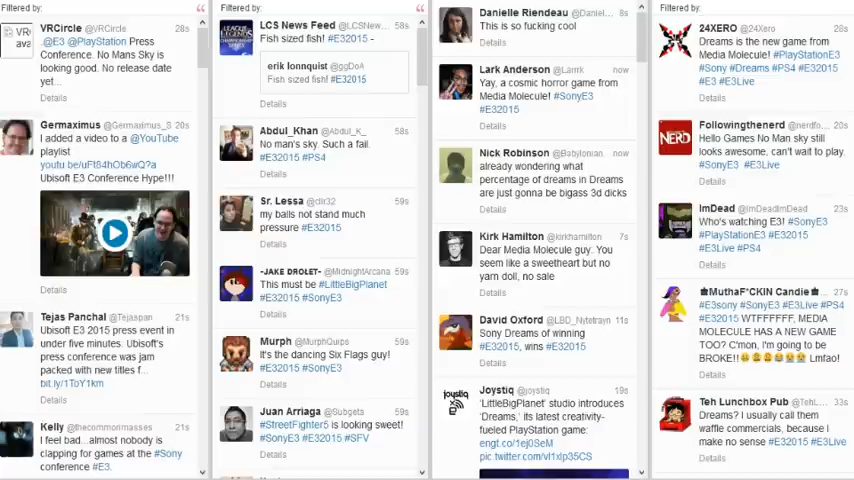 Filtered by:
VRCircle @VRCircle 28s
.@E3 @PlayStation Press
Conference. No Mans Sky is
looking good. No release date
yet...
Details
Germaximus @Germaximus_S 20s
I added a video to a @YouTube
playlist
youtu.be/uFt84hOb6wQ?a
Ubisoft E3 Conference Hype!!!
Details
Tejas Panchal @Tejaspan 21s
Ubisoft E3 2015 press event in
under five minutes: Ubisoft's
press conference was jam
packed with new titles f...
bit.ly/1ToY1km
Details
Kelly @thecommonmasses 21s
I feel bad...almost nobody is
clapping for games at the #Sony
conference #E3.
Filtered by:
LCS News Feed @LCSNew... 58s
Fish sized fish! #E32015 -
erik lonnquist @ggDoA
Fish sized fish! #E32015
Details
Abdul_Khan @Abdul_K_ 58s
No man's sky. Such a fail.
#E32015 #PS4
Details
Sr. Lessa @dlir32 59s
my balls not stand much
pressure #E32015
Details
-JAKE DROLET- @MidnightArcana 59s
This must be #LittleBigPlanet
#E32015 #SonyE3
Details
Murph @MurphQuips 59s
It's the dancing Six Flags guy!
#E32015 #SonyE3
Details
Juan Arriaga @Subgeta 59s
#StreetFighter5 is looking sweet!
#SonyE3 #E32015 #SFV
Details
Danielle Riendeau @Daniel... 8s
This is so fucking cool
Details
Lark Anderson @Larrrk now
Yay, a cosmic horror game from
Media Molecule! #SonyE3
#E32015
Details
Nick Robinson @Babylonian now
already wondering what
percentage of dreams in Dreams
are just gonna be bigass 3d dicks
Details
Kirk Hamilton @kirkhamilton 7s
Dear Media Molecule guy. You
seem like a sweetheart but no
yarn doll, no sale
Details
David Oxford @LBD_Nytetrayn 11s
Sony Dreams of winning
#E32015, wins #E32015
Details
Joystiq @joystiq 19s
'LittleBigPlanet' studio introduces
'Dreams,' its latest creativity-
fueled PlayStation game:
engt.co/1ej0SeM
pic.twitter.com/vl1xlp35CS
Filtered by:
24XERO @24Xero 28s
Dreams is the new game from
Media Molecule! #PlaystationE3
#Sony #Dreams #PS4 #E32015
#E3 #E3Live
Details
Followingthenerd @nerdfo... 20s
Hello Games No Man sky still
looks awesome, can't wait to play.
#SonyE3 #E3Live
Details
ImDead @ImDeadImDead 23s
Who's watching E3! #SonyE3
#PlayStationE3 #E32015
#E3Live #PS4
Details
MuthaF*CKIN Candie 27s
#E3sony #SonyE3 #E3Live #PS4
#E32015 WTFFFFFF, MEDIA
MOLECULE HAS A NEW GAME
TOO? C'mon, I'm going to be
BROKE!! Lmfao!
Details
Teh Lunchbox Pub @TehL... 33s
Dreams? I usually call them
waffle commercials, because i
make no sense #E32015 #E3Live
Details